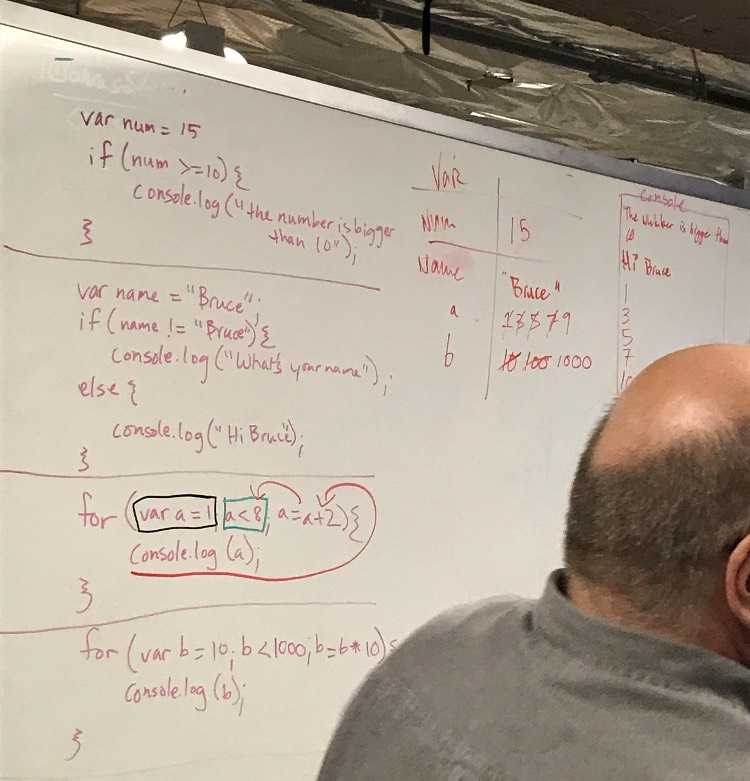 var num = 15
if (num >=10) {
console.log("the number is bigger
than 10");
}
var name = "Bruce";
if (name != "Bruce") {
console.log("What's your name");
else {
console.log("Hi Bruce");
}
for (var a = 1; a < 8; a = a+2) {
console.log (a);
}
for (var b = 10; b < 1000; b = b * 10)
console.log (b);
}
Var
Num 15
Name "Bruce"
a 1 3 5 7 9
b 10 100 1000
Console
The number is bigger than
10
Hi Bruce
1
3
5
7